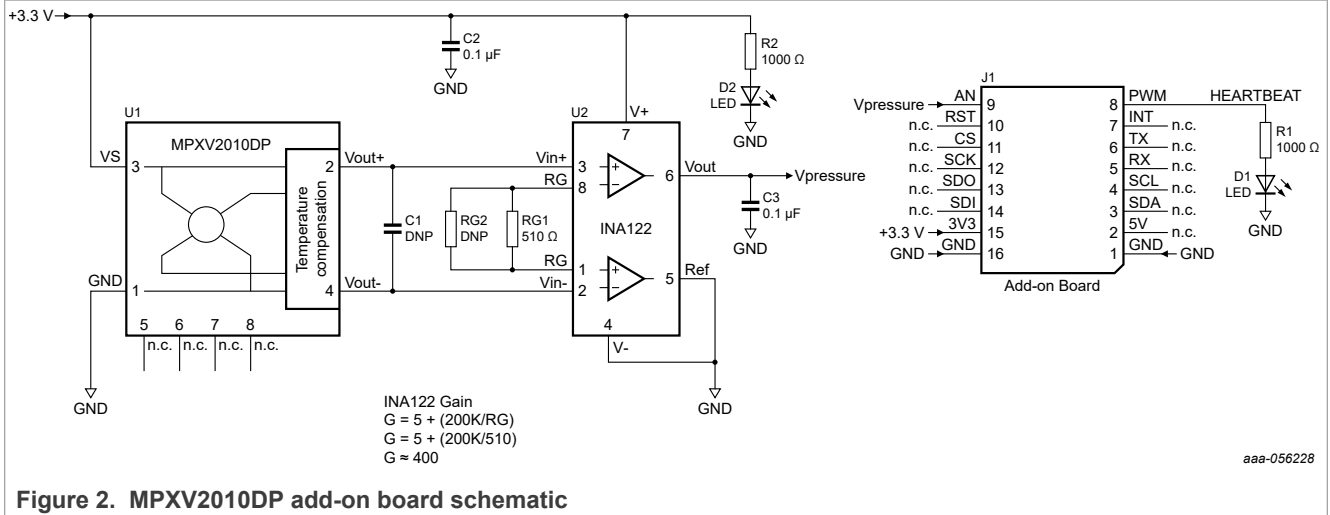 +3.3 V
C2
0.1 µF
GND
R2
1000 Ω
D2
LED
GND
U1
MPXV2010DP
VS
3
2
Vout+
Temperature
compensation
GND
1
4
Vout-
5 6 7 8
n.c. n.c. n.c. n.c.
GND
C1
DNP
RG2
DNP
RG1
510 Ω
U2
V+
7
Vin+
3
RG
8
INA122
RG
1
Vin-
2
6
Vout
Vpressure
5
Ref
4
V-
C3
0.1 µF
GND
GND
INA122 Gain
G = 5 + (200K/RG)
G = 5 + (200K/510)
G ≈ 400
J1
Vpressure AN 9 8 PWM HEARTBEAT
n.c. RST 10 7 INT n.c.
n.c. CS 11 6 TX n.c.
n.c. SCK 12 5 RX n.c.
n.c. SDO 13 4 SCL n.c.
n.c. SDI 14 3 SDA n.c.
+3.3 V 3V3 15 2 5V n.c.
GND GND 16 1 GND GND
Add-on Board
R1
1000 Ω
D1
LED
GND
aaa-056228
Figure 2. MPXV2010DP add-on board schematic